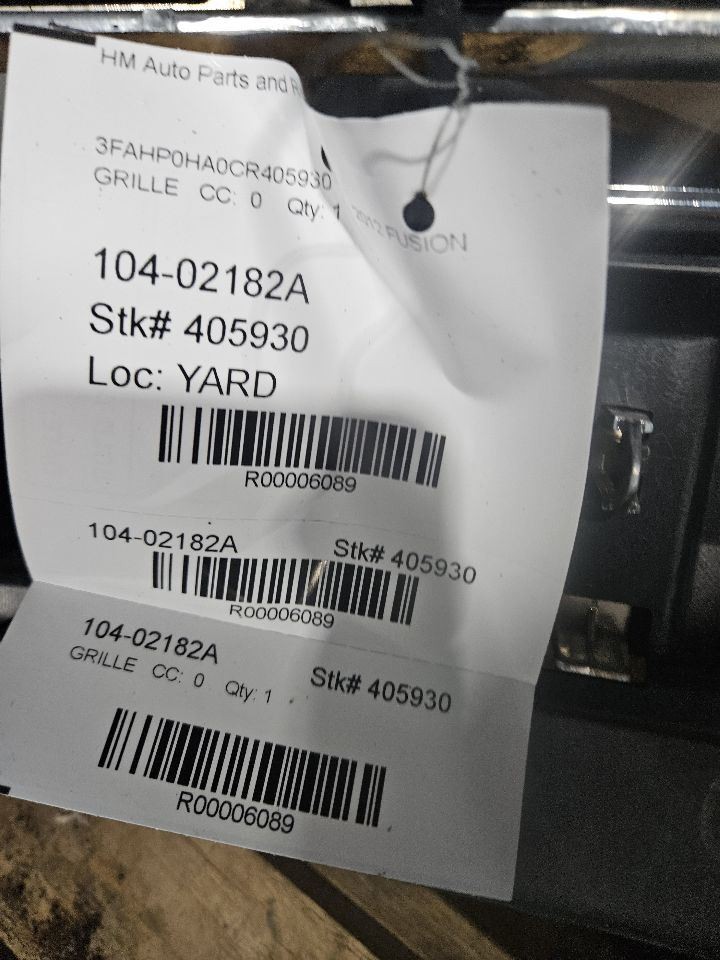 HM Auto Parts and
3FAHP0HA0CR405930
GRILLE CC: 0 Qty: 1 2012 FUSION
104-02182A
Stk# 405930
Loc: YARD
R00006089
104-02182A Stk# 405930
R00006089
104-02182A
GRILLE CC: 0 Qty: 1 Stk# 405930
R00006089